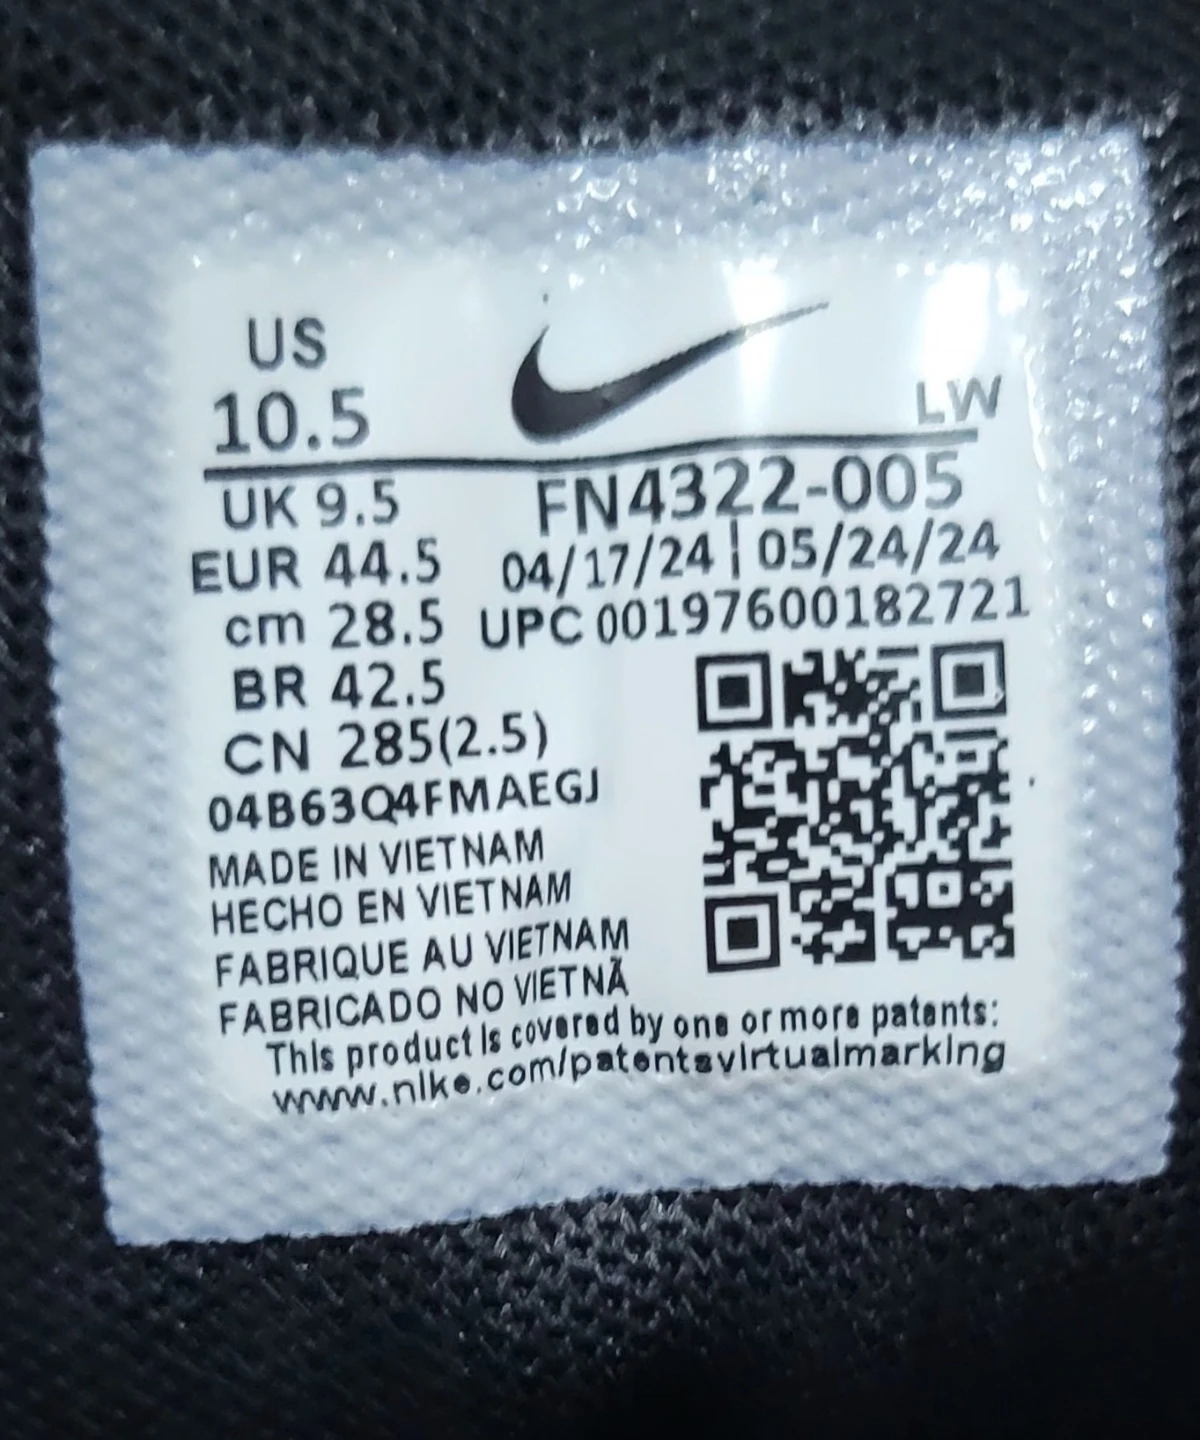 US
10.5
LW
UK 9.5
FN4322-005
EUR 44.5
04/17/24 | 05/24/24
cm 28.5
UPC 00197600182721
BR 42.5
CN 285(2.5)
04B63Q4FMAEGJ
MADE IN VIETNAM
HECHO EN VIETNAM
FABRIQUE AU VIETNAM
FABRICADO NO VIETNÃ
This product is covered by one or more patents:
www.nike.com/patentsvirtualmarking